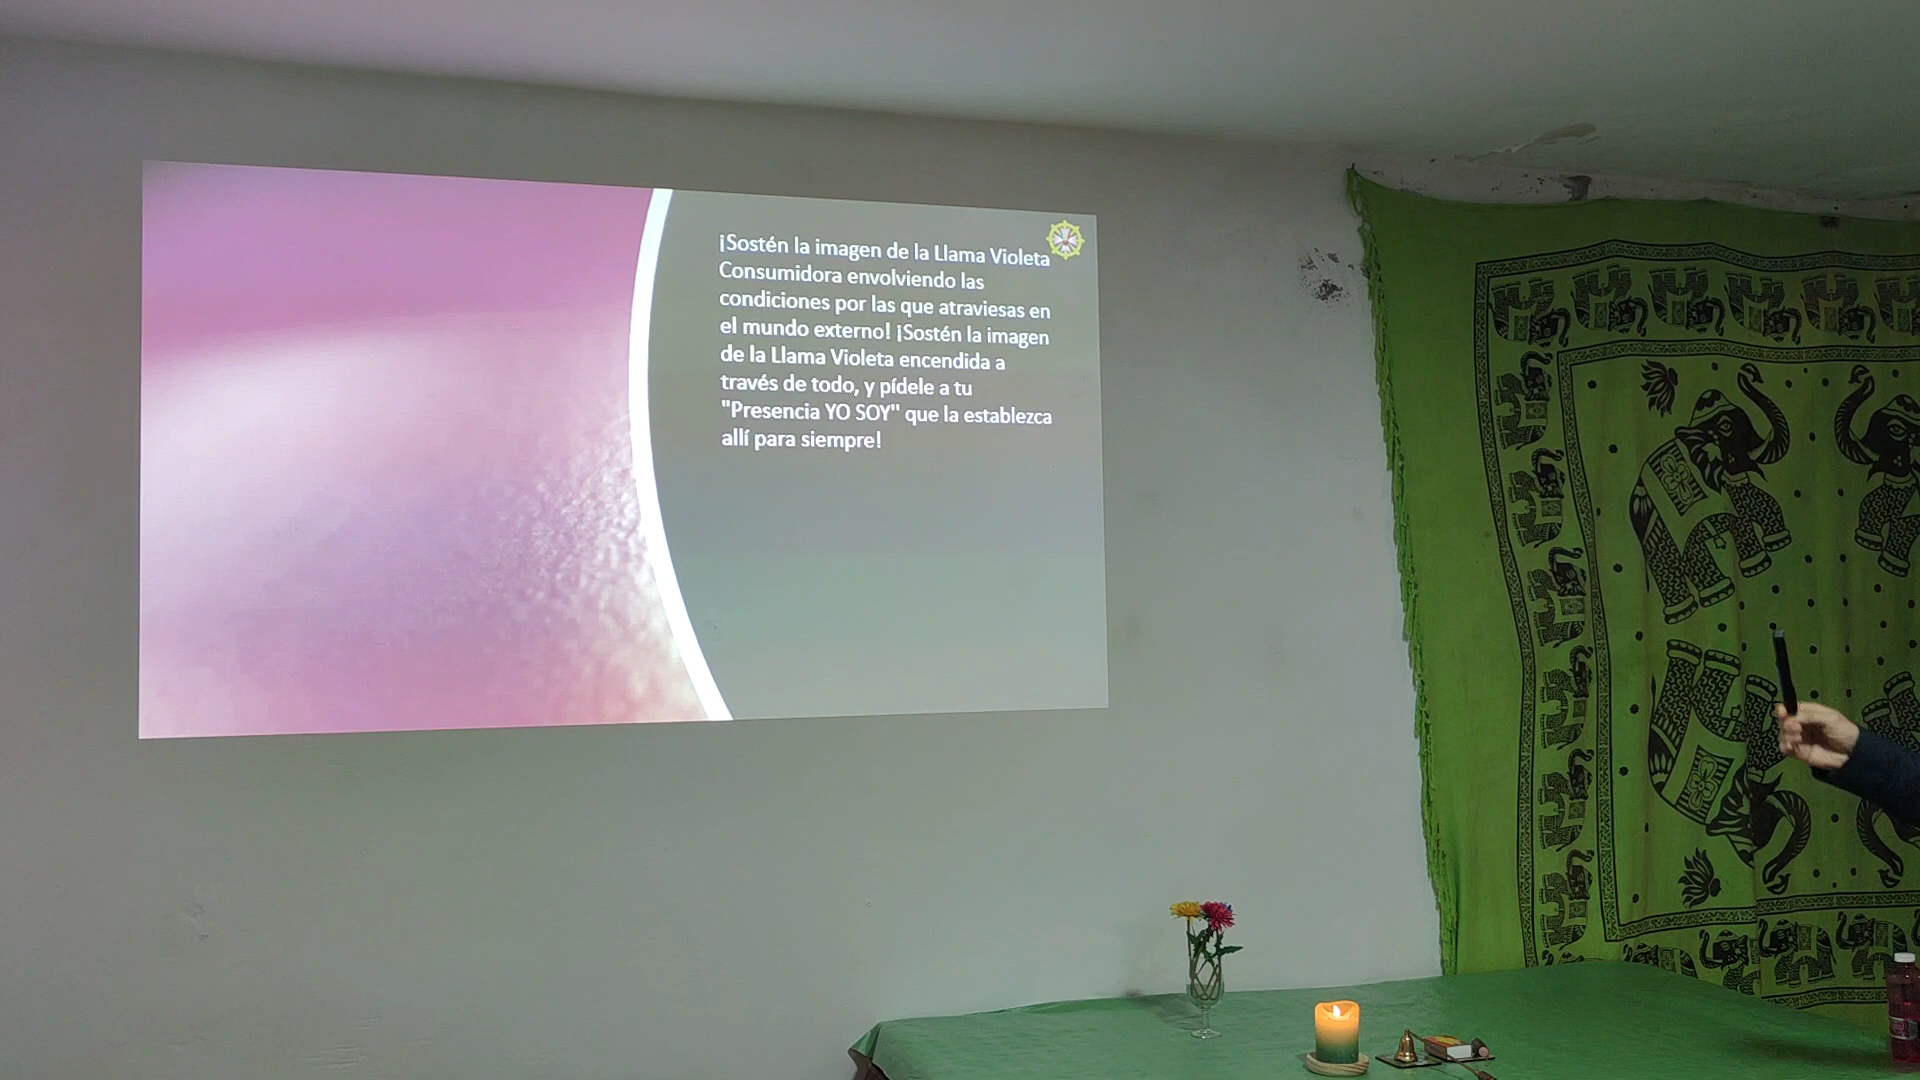 ¡Sostén la imagen de la Llama Violeta
Consumidora envolviendo las
condiciones por las que atraviesas en
el mundo externo! ¡Sostén la imagen
de la Llama Violeta encendida a
través de todo, y pídele a tu
"Presencia YO SOY" que la establezca
allí para siempre!